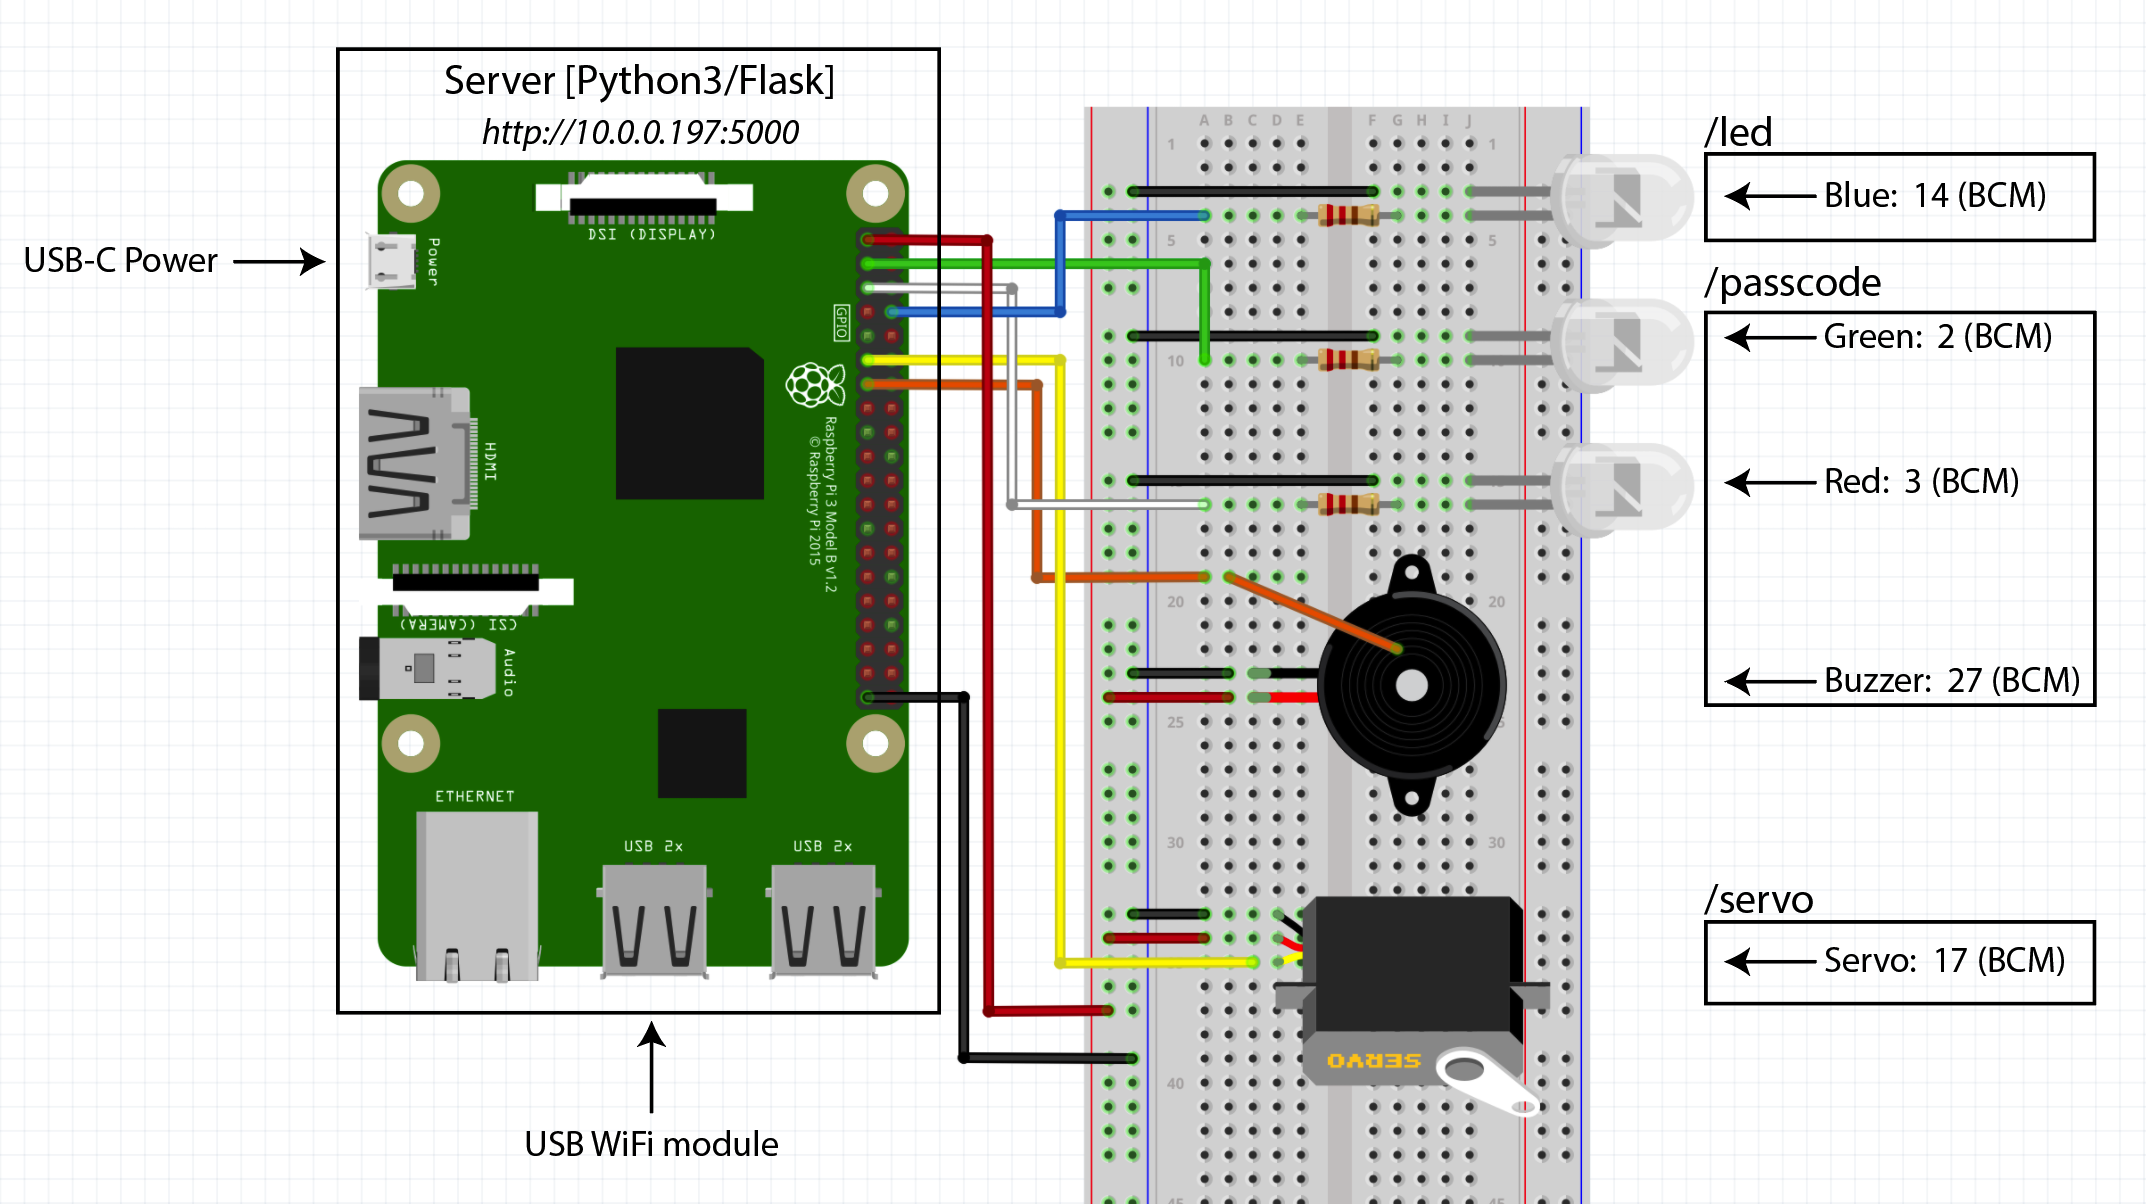 Server [Python3/Flask]
http://10.0.0.197:5000
USB-C Power
DSI (DISPLAY)
Power
GPIO
HDMI
Raspberry Pi 3 Model B v1.2
© Raspberry Pi 2015
CSI (CAMERA)
Audio
ETHERNET
USB 2x
USB 2x
USB WiFi module
A B C D E F G H I J
1 1
5 5
10
20 20
25
30 30
40
45 45
SERVO
/led
Blue: 14 (BCM)
/passcode
Green: 2 (BCM)
Red: 3 (BCM)
Buzzer: 27 (BCM)
/servo
Servo: 17 (BCM)